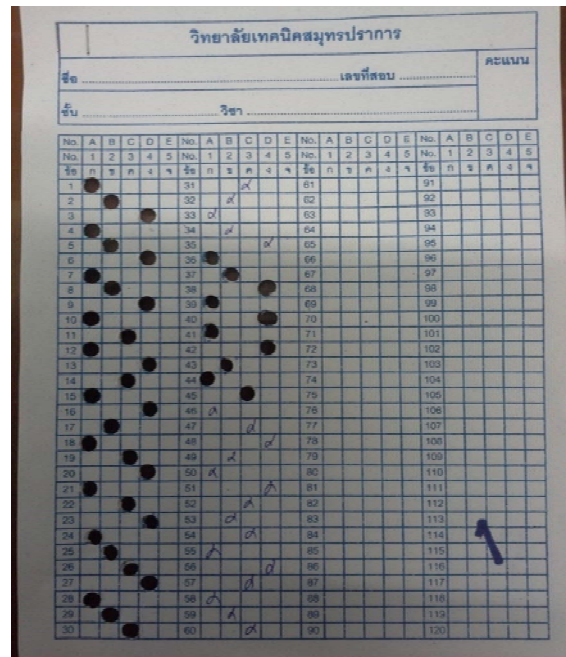 วิทยาลัยเทคนิคสมุทรปราการ
คะแนน
ชื่อ ........ เลขที่สอบ ........
ชั้น ........ วิชา ........
No. A B C D E No. A B C D E No. A B C D E No. A B C D E
No. 1 2 3 4 5 No. 1 2 3 4 5 No. 1 2 3 4 5 No. 1 2 3 4 5
ข้อ ก ข ค ง จ ข้อ ก ข ค ง จ ข้อ ก ข ค ง จ ข้อ ก ข ค ง จ
1 31 61 91
2 32 62 92
3 33 63 93
4 34 64 94
5 35 65 95
6 36 66 96
7 37 67 97
8 38 68 98
9 39 69 99
10 40 70 100
11 41 71 101
12 42 72 102
13 43 73 103
14 44 74 104
15 45 75 105
16 46 76 106
17 47 77 107
18 48 78 108
19 49 79 109
20 50 80 110
21 51 81 111
22 52 82 112
23 53 83 113
24 54 84 114
25 55 85 115
26 56 86 116
27 57 87 117
28 58 88 118
29 59 89 119
30 60 90 120